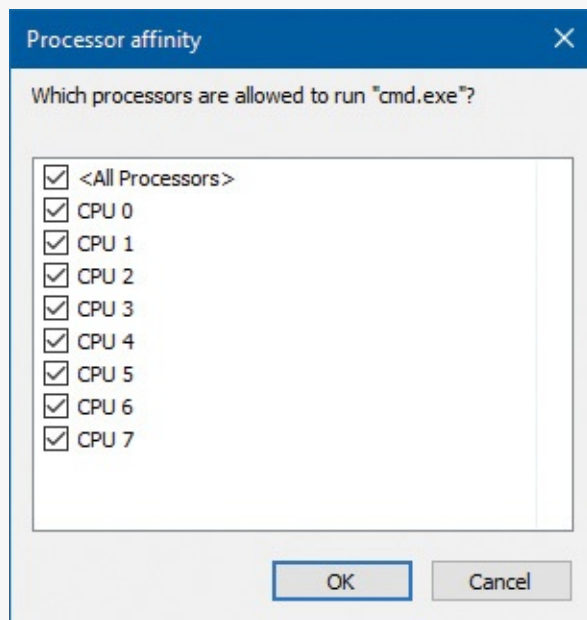 Processor affinity
Which processors are allowed to run "cmd.exe"?
<All Processors>
CPU 0
CPU 1
CPU 2
CPU 3
CPU 4
CPU 5
CPU 6
CPU 7
OK
Cancel